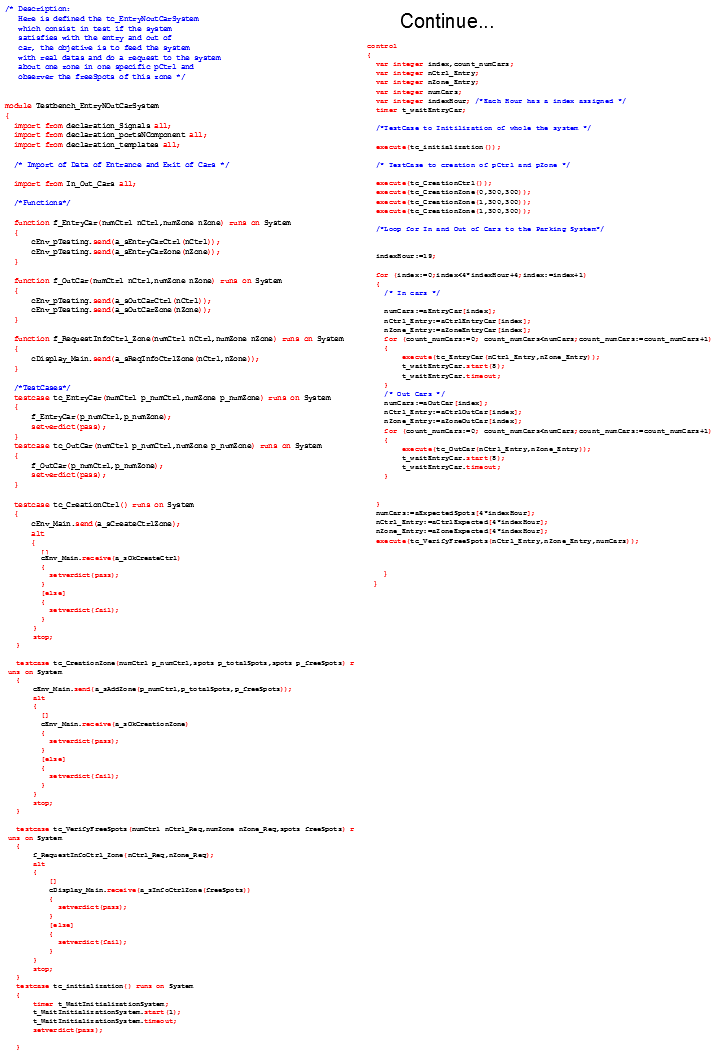 /* Description:
Here is defined the tc_EntryNoutCarSystem
which consist in test if the system
satisfies with the entry and out of
car, the objetive is to feed the system
with real datas and do a request to the system
about one zone in one specific pCtrl and
observe the freeSpots of this zone */
module Testbench_EntryNOutCarSystem
{
import from declaration_Signals all;
import from declaration_portsNComponent all;
import from declaration_templates all;
/* Import of Data of Entrance and Exit of Cars */
import from In_Out_Cars all;
/*Functions*/
function f_EntryCar(numCtrl nCtrl,numZone nZone) runs on System
{
cEnv_pTesting.send(a_sEntryCarCtrl(nCtrl));
cEnv_pTesting.send(a_sEntryCarZone(nZone));
}
function f_OutCar(numCtrl nCtrl,numZone nZone) runs on System
{
cEnv_pTesting.send(a_sOutCarCtrl(nCtrl));
cEnv_pTesting.send(a_sOutCarZone(nZone));
}
function f_RequestInfoCtrl_Zone(numCtrl nCtrl,numZone nZone) runs on System
{
cDisplay_Main.send(a_sReqInfoCtrlZone(nCtrl,nZone));
}
/*TestCases*/
testcase tc_EntryCar(numCtrl p_numCtrl,numZone p_numZone) runs on System
{
f_EntryCar(p_numCtrl,p_numZone);
setverdict(pass);
}
testcase tc_OutCar(numCtrl p_numCtrl,numZone p_numZone) runs on System
{
f_OutCar(p_numCtrl,p_numZone);
setverdict(pass);
}
testcase tc_CreationCtrl() runs on System
{
cEnv_Main.send(a_sCreateCtrlZone);
alt
{
[]
cEnv_Main.receive(a_sOkCreateCtrl)
{
setverdict(pass);
}
[else]
{
setverdict(fail);
}
}
stop;
}
testcase tc_CreationZone(numCtrl p_numCtrl,spots p_totalSpots,spots p_freeSpots) r
uns on System
{
cEnv_Main.send(a_sAddZone(p_numCtrl,p_totalSpots,p_freeSpots));
alt
{
[]
cEnv_Main.receive(a_sOkCreationZone)
{
setverdict(pass);
}
[else]
{
setverdict(fail);
}
}
stop;
}
testcase tc_VerifyFreeSpots(numCtrl nCtrl_Req,numZone nZone_Req,spots freeSpots) r
uns on System
{
f_RequestInfoCtrl_Zone(nCtrl_Req,nZone_Req);
alt
{
[]
cDisplay_Main.receive(a_sInfoCtrlZone(freeSpots))
{
setverdict(pass);
}
[else]
{
setverdict(fail);
}
}
stop;
}
testcase tc_initialization() runs on System
{
timer t_WaitInitializationSystem;
t_WaitInitializationSystem.start(1);
t_WaitInitializationSystem.timeout;
setverdict(pass);
}
Continue...
control
{
var integer index,count_numCars;
var integer nCtrl_Entry;
var integer nZone_Entry;
var integer numCars;
var integer indexHour; /*Each Hour has a index assigned */
timer t_waitEntryCar;
/*TestCase to Initilization of whole the system */
execute(tc_initialization());
/* TestCase to creation of pCtrl and pZone */
execute(tc_CreationCtrl());
execute(tc_CreationZone(0,300,300));
execute(tc_CreationZone(1,300,300));
execute(tc_CreationZone(1,300,300));
/*Loop for In and Out of Cars to the Parking System*/
indexHour:=19;
for (index:=0;index<4*indexHour+4;index:=index+1)
{
/* In cars */
numCars:=aEntryCar[index];
nCtrl_Entry:=aCtrlEntryCar[index];
nZone_Entry:=aZoneEntryCar[index];
for (count_numCars:=0; count_numCars<numCars;count_numCars:=count_numCars+1)
{
execute(tc_EntryCar(nCtrl_Entry,nZone_Entry));
t_waitEntryCar.start(5);
t_waitEntryCar.timeout;
}
/* Out Cars */
numCars:=aOutCar[index];
nCtrl_Entry:=aCtrlOutCar[index];
nZone_Entry:=aZoneOutCar[index];
for (count_numCars:=0; count_numCars<numCars;count_numCars:=count_numCars+1)
{
execute(tc_OutCar(nCtrl_Entry,nZone_Entry));
t_waitEntryCar.start(5);
t_waitEntryCar.timeout;
}
}
numCars:=aExpectedSpots[4*indexHour];
nCtrl_Entry:=aCtrlExpected[4*indexHour];
nZone_Entry:=aZoneExpected[4*indexHour];
execute(tc_VerifyFreeSpots(nCtrl_Entry,nZone_Entry,numCars));
}
}